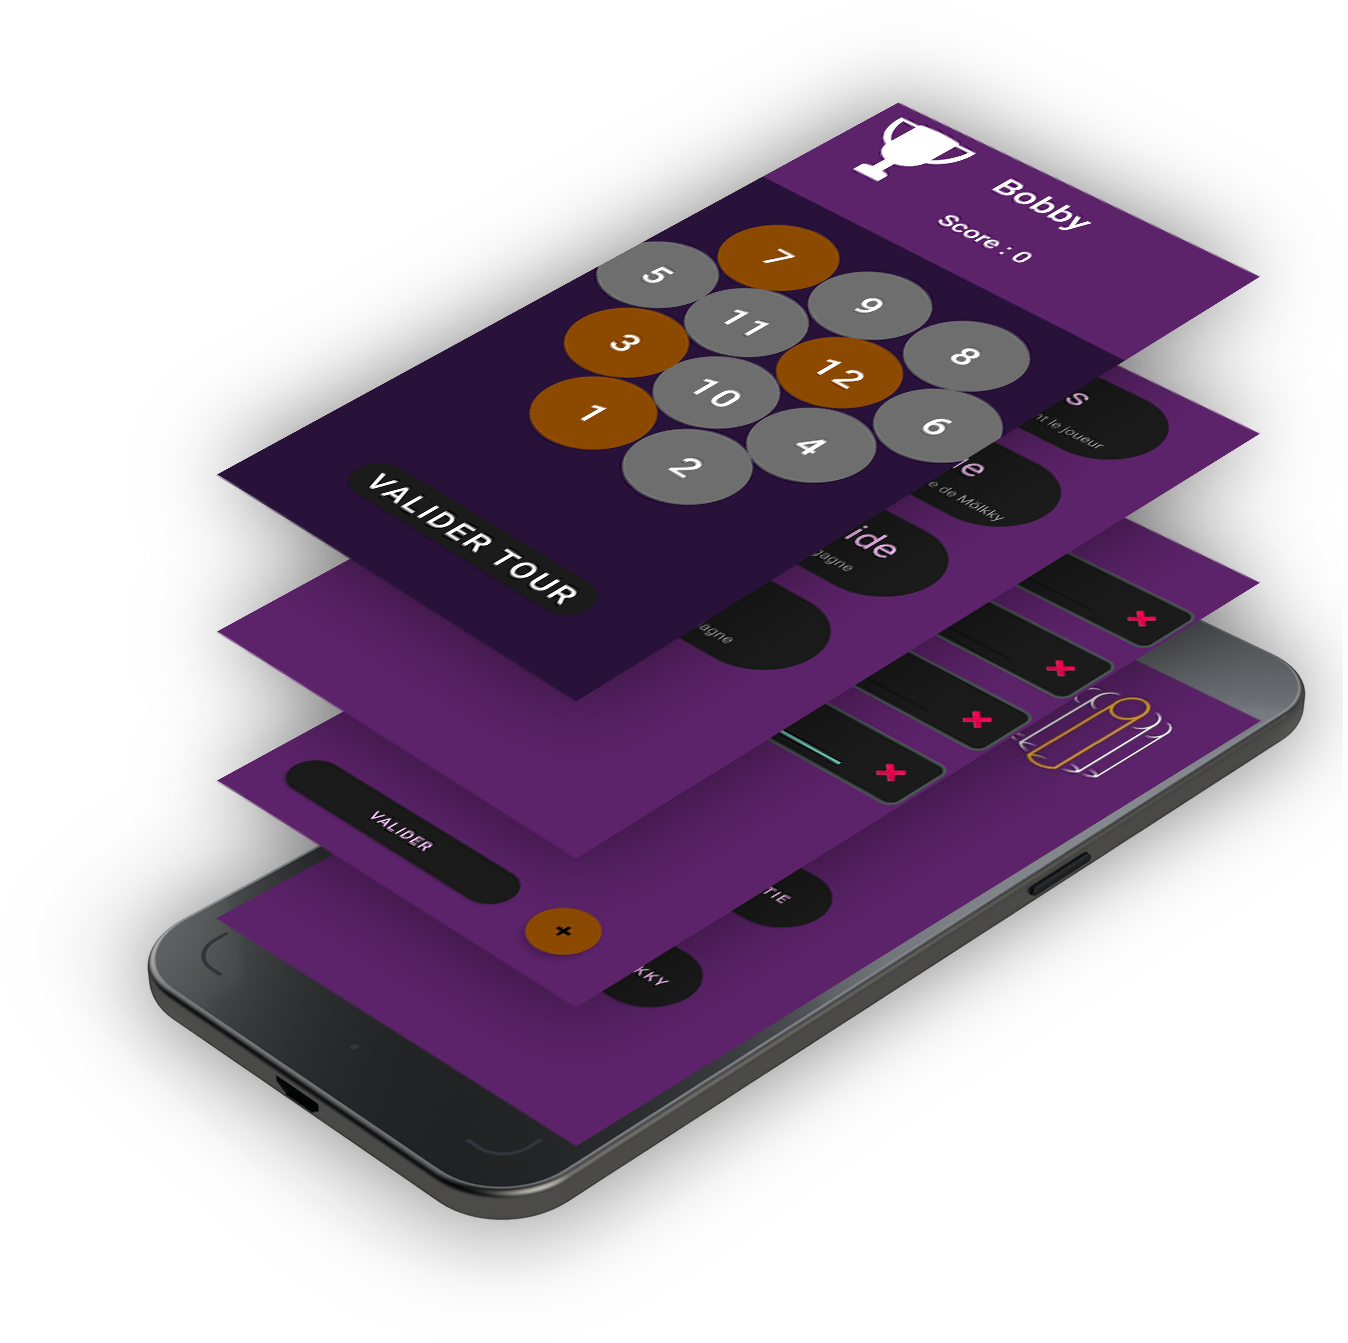 Bobby
Score : 0
7 9 8
5 11 12 6
3 10 4
1 2
VALIDER TOUR
s
nt le joueur
e
e de Mölkky
ide
gagne
agne
VALIDER
+
TIE
KKY